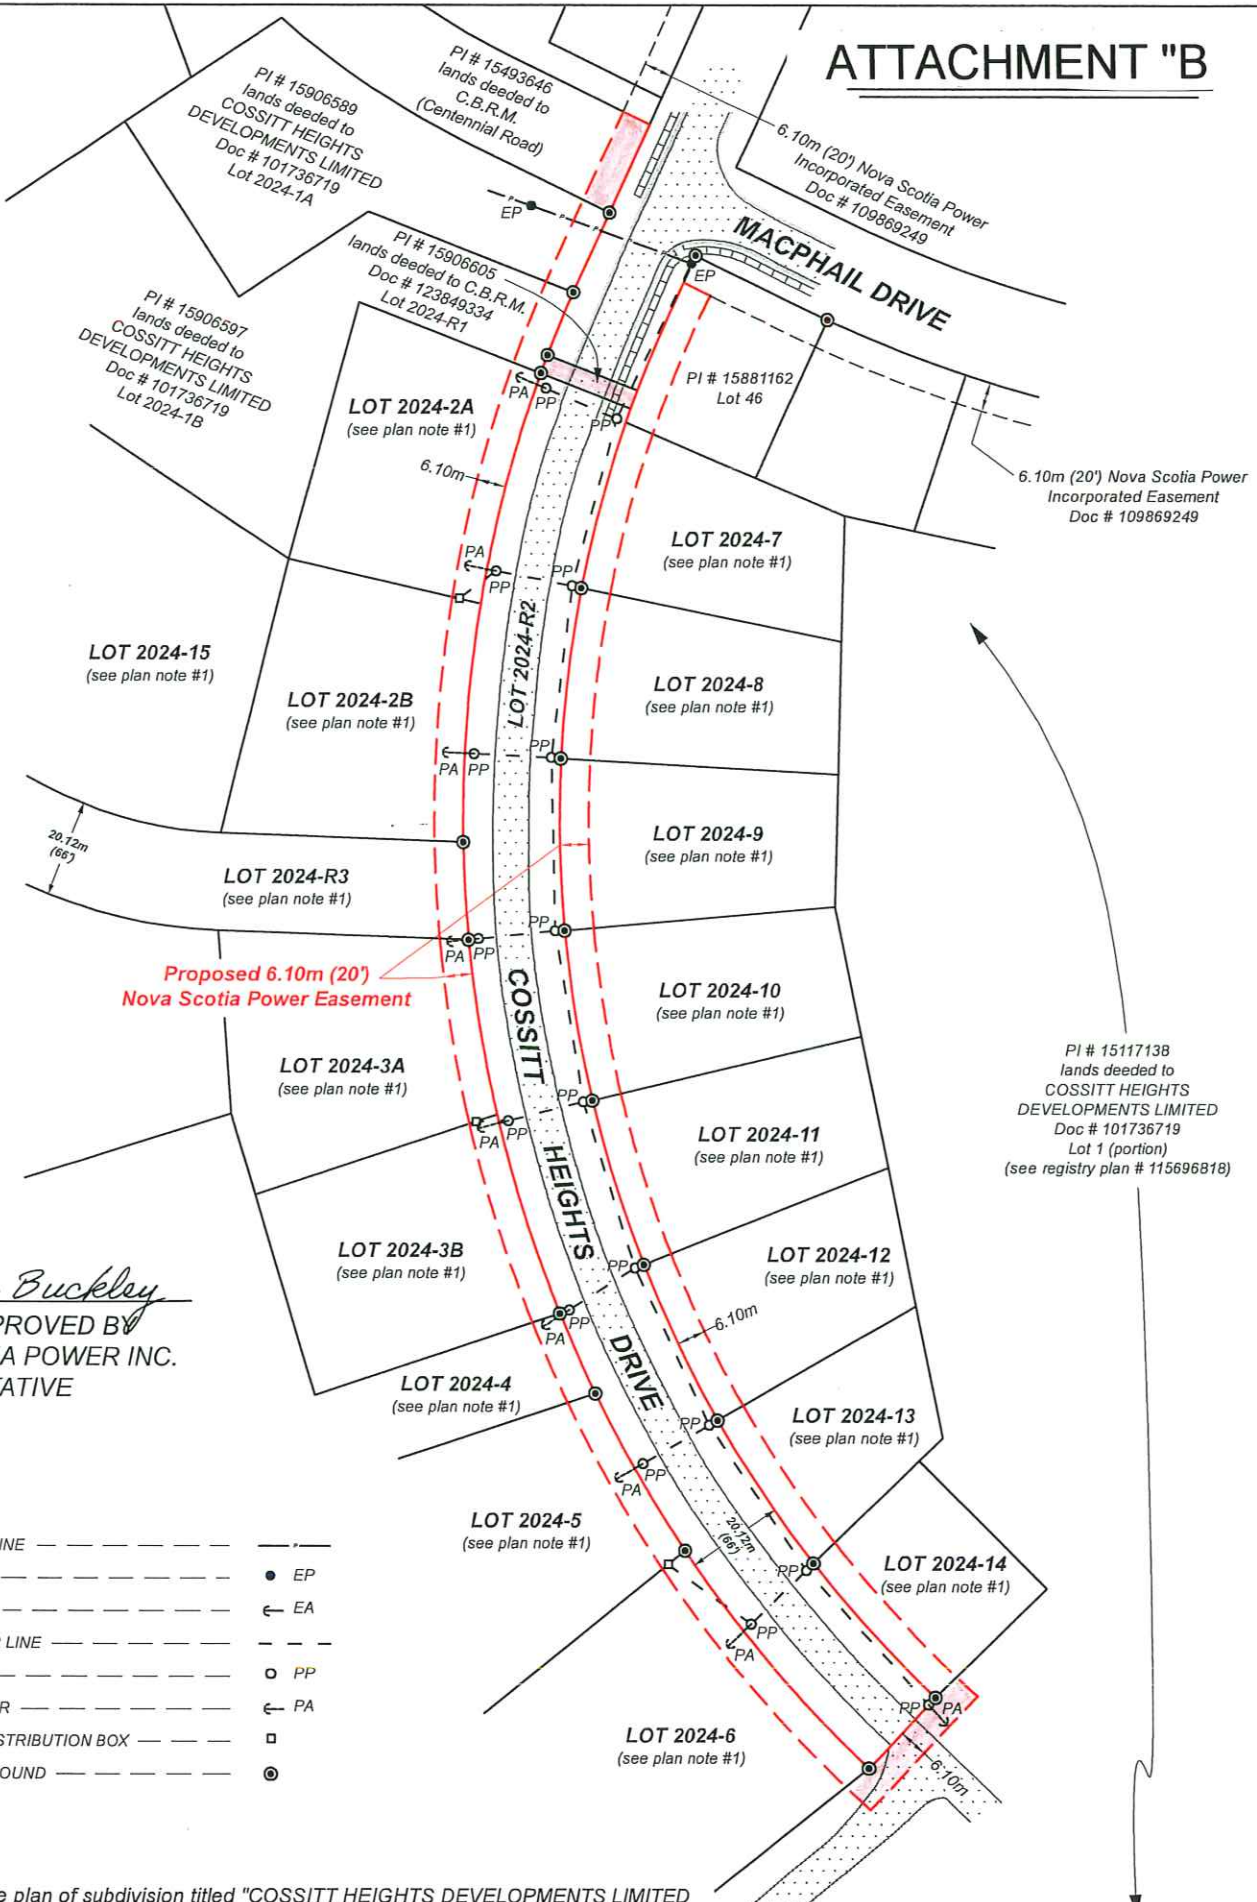 ATTACHMENT "B
PI # 15906589
lands deeded to
COSSITT HEIGHTS
DEVELOPMENTS LIMITED
Doc # 101736719
Lot 2024-1A
PI # 15493646
lands deeded to
C.B.R.M.
(Centennial Road)
6.10m (20') Nova Scotia Power
Incorporated Easement
Doc # 109869249
EP
MACPHAIL DRIVE
EP
PI # 15906605
lands deeded to C.B.R.M.
Doc # 123849334
Lot 2024-R1
PI # 15906597
lands deeded to
COSSITT HEIGHTS
DEVELOPMENTS LIMITED
Doc # 101736719
Lot 2024-1B
PI # 15881162
Lot 46
LOT 2024-2A
(see plan note #1)
PA
PP
PP
6.10m
6.10m (20') Nova Scotia Power
Incorporated Easement
Doc # 109869249
LOT 2024-7
(see plan note #1)
PA
PP
PP
LOT 2024-R2
LOT 2024-15
(see plan note #1)
LOT 2024-2B
(see plan note #1)
LOT 2024-8
(see plan note #1)
PA
PP
PP
20.12m
(66')
LOT 2024-9
(see plan note #1)
LOT 2024-R3
(see plan note #1)
PA
PP
PP
Proposed 6.10m (20')
Nova Scotia Power Easement
LOT 2024-10
(see plan note #1)
COSSITT
HEIGHTS
DRIVE
LOT 2024-3A
(see plan note #1)
PA
PP
PP
PI # 15117138
lands deeded to
COSSITT HEIGHTS
DEVELOPMENTS LIMITED
Doc # 101736719
Lot 1 (portion)
(see registry plan # 115696818)
LOT 2024-11
(see plan note #1)
LOT 2024-3B
(see plan note #1)
LOT 2024-12
(see plan note #1)
PP
PA
PP
6.10m
Buckley
PROVED BY
A POWER INC.
TATIVE
LOT 2024-4
(see plan note #1)
LOT 2024-13
(see plan note #1)
PP
PP
PA
LOT 2024-5
(see plan note #1)
20.12m
(66')
LOT 2024-14
(see plan note #1)
PP
PP
PA
INE
P
EP
EA
LINE
PP
R
PA
STRIBUTION BOX
OUND
LOT 2024-6
(see plan note #1)
PP
PA
6.10m
e plan of subdivision titled "COSSITT HEIGHTS DEVELOPMENTS LIMITED